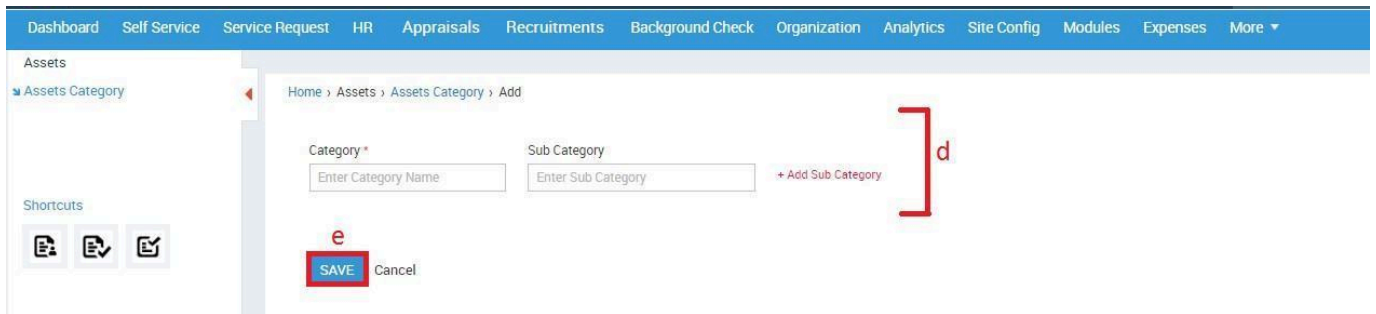 Dashboard Self Service Service Request HR Appraisals Recruitments Background Check Organization Analytics Site Config Modules Expenses More
Assets
Assets Category
Home › Assets › Assets Category › Add
d
Category * Sub Category
Enter Category Name Enter Sub Category + Add Sub Category
Shortcuts
e
SAVE Cancel